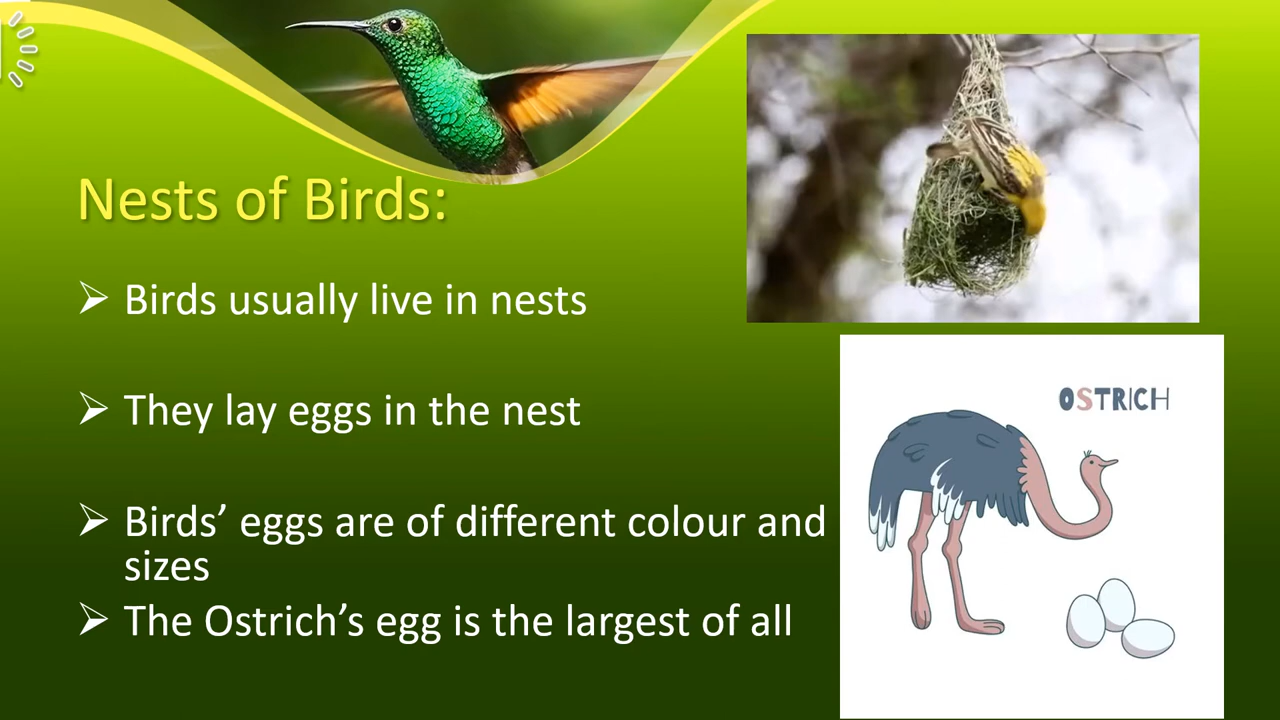 Nests of Birds:
➢ Birds usually live in nests
➢ They lay eggs in the nest
➢ Birds’ eggs are of different colour and
sizes
➢ The Ostrich’s egg is the largest of all
OSTRICH